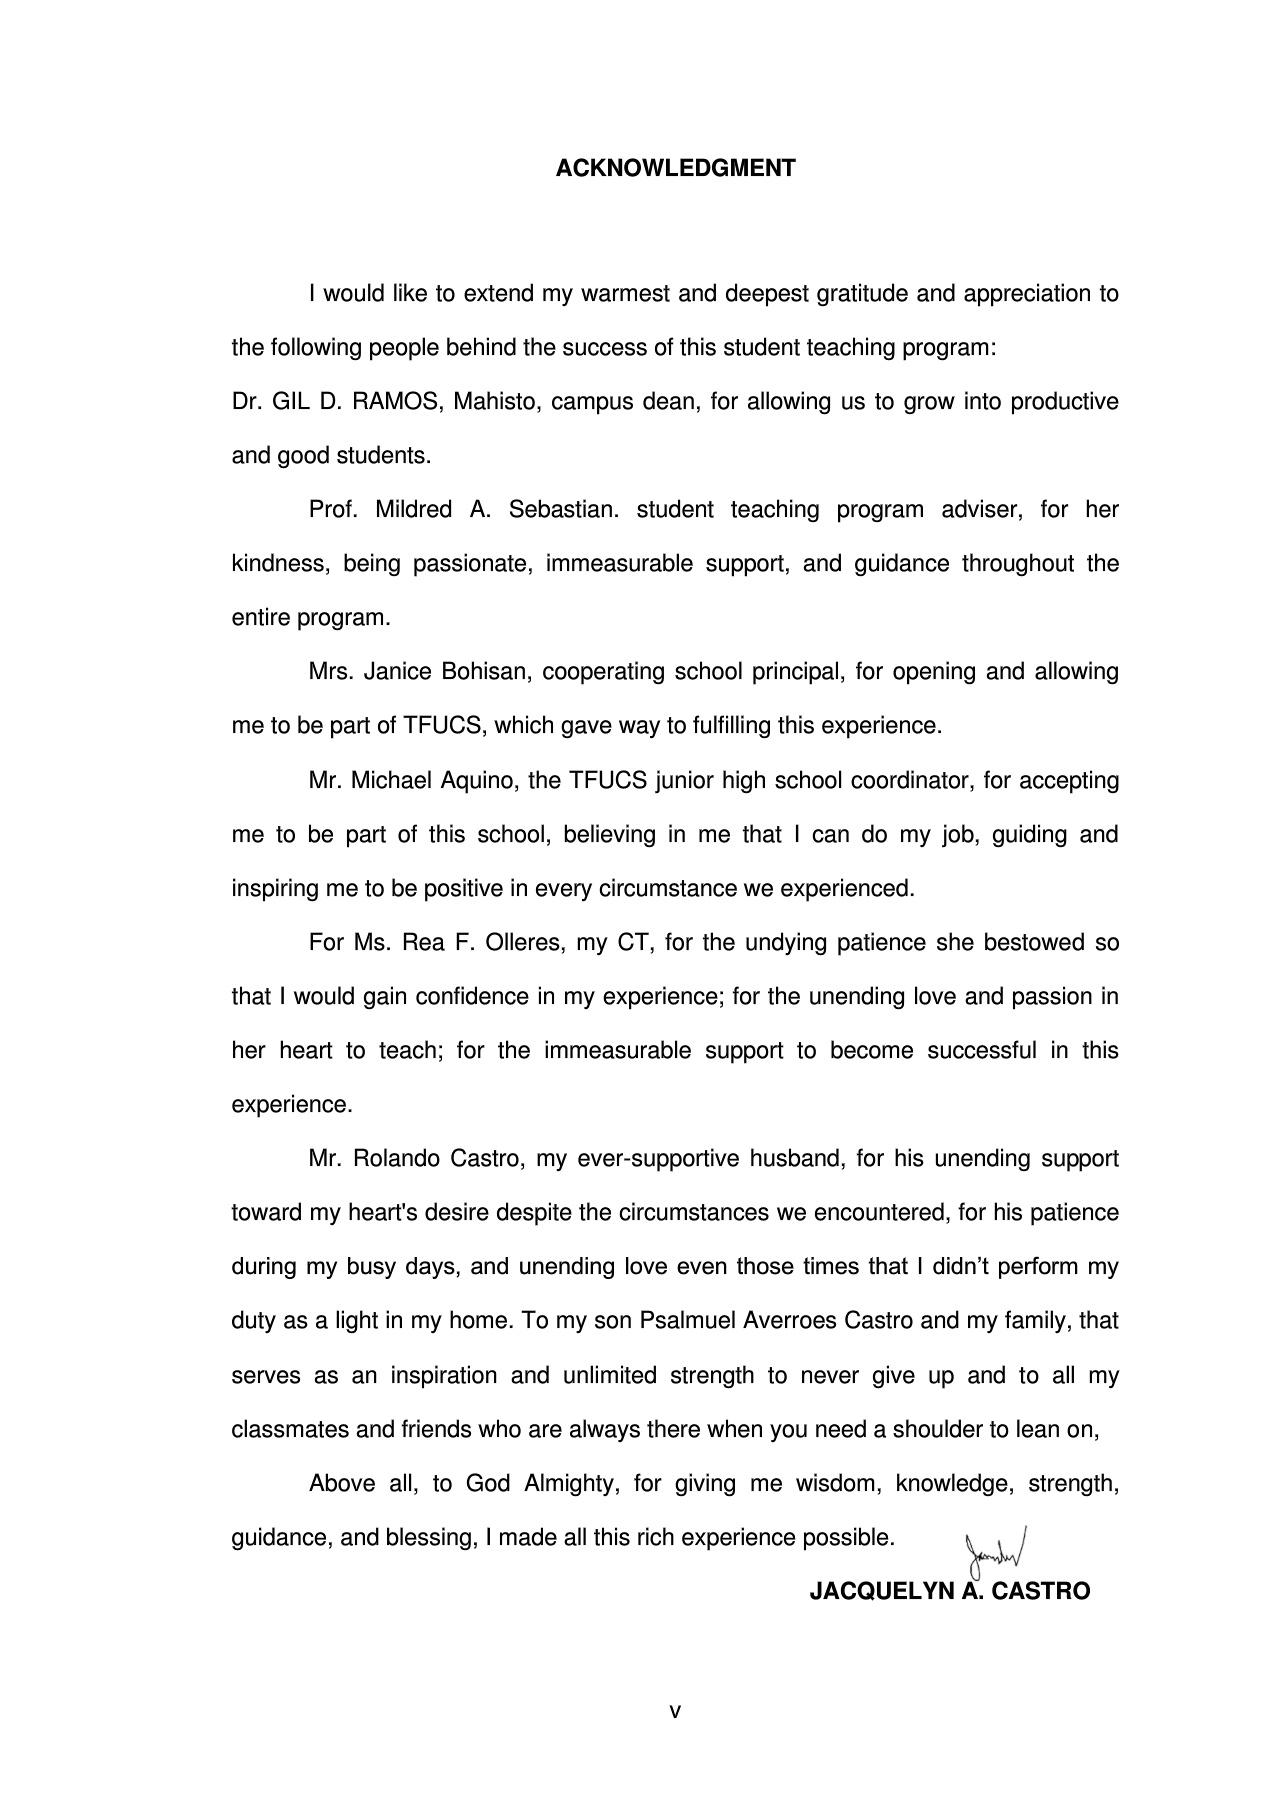 ACKNOWLEDGMENT
I would like to extend my warmest and deepest gratitude and appreciation to
the following people behind the success of this student teaching program:
Dr. GIL D. RAMOS, Mahisto, campus dean, for allowing us to grow into productive
and good students.
Prof. Mildred A. Sebastian. student teaching program adviser, for her
kindness, being passionate, immeasurable support, and guidance throughout the
entire program.
Mrs. Janice Bohisan, cooperating school principal, for opening and allowing
me to be part of TFUCS, which gave way to fulfilling this experience.
Mr. Michael Aquino, the TFUCS junior high school coordinator, for accepting
me to be part of this school, believing in me that I can do my job, guiding and
inspiring me to be positive in every circumstance we experienced.
For Ms. Rea F. Olleres, my CT, for the undying patience she bestowed so
that I would gain confidence in my experience; for the unending love and passion in
her heart to teach; for the immeasurable support to become successful in this
experience.
Mr. Rolando Castro, my ever-supportive husband, for his unending support
toward my heart's desire despite the circumstances we encountered, for his patience
during my busy days, and unending love even those times that I didn’t perform my
duty as a light in my home. To my son Psalmuel Averroes Castro and my family, that
serves as an inspiration and unlimited strength to never give up and to all my
classmates and friends who are always there when you need a shoulder to lean on,
Above all, to God Almighty, for giving me wisdom, knowledge, strength,
guidance, and blessing, I made all this rich experience possible.
JACQUELYN A. CASTRO
v